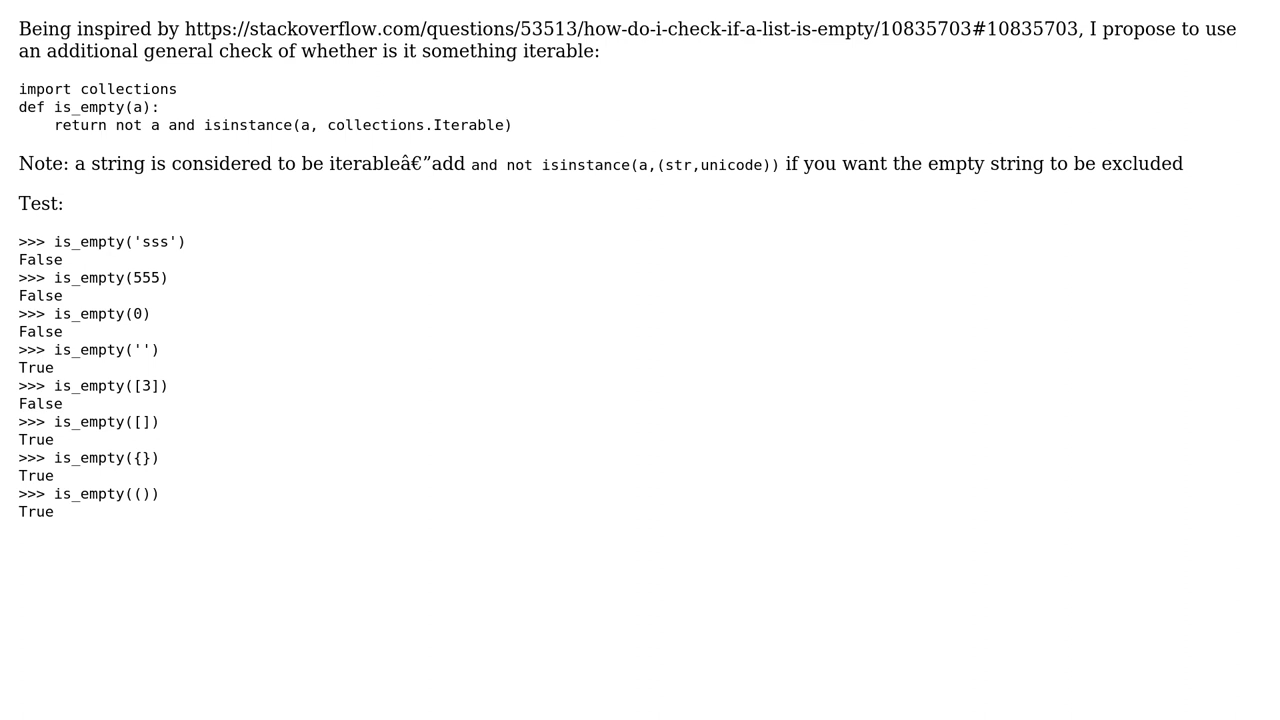 Being inspired by https://stackoverflow.com/questions/53513/how-do-i-check-if-a-list-is-empty/10835703#10835703, I propose to use
an additional general check of whether is it something iterable:
import collections
def is_empty(a):
    return not a and isinstance(a, collections.Iterable)
Note: a string is considered to be iterableâ€”add and not isinstance(a,(str,unicode)) if you want the empty string to be excluded
Test:
>>> is_empty('sss')
False
>>> is_empty(555)
False
>>> is_empty(0)
False
>>> is_empty('')
True
>>> is_empty([3])
False
>>> is_empty([])
True
>>> is_empty({})
True
>>> is_empty(())
True